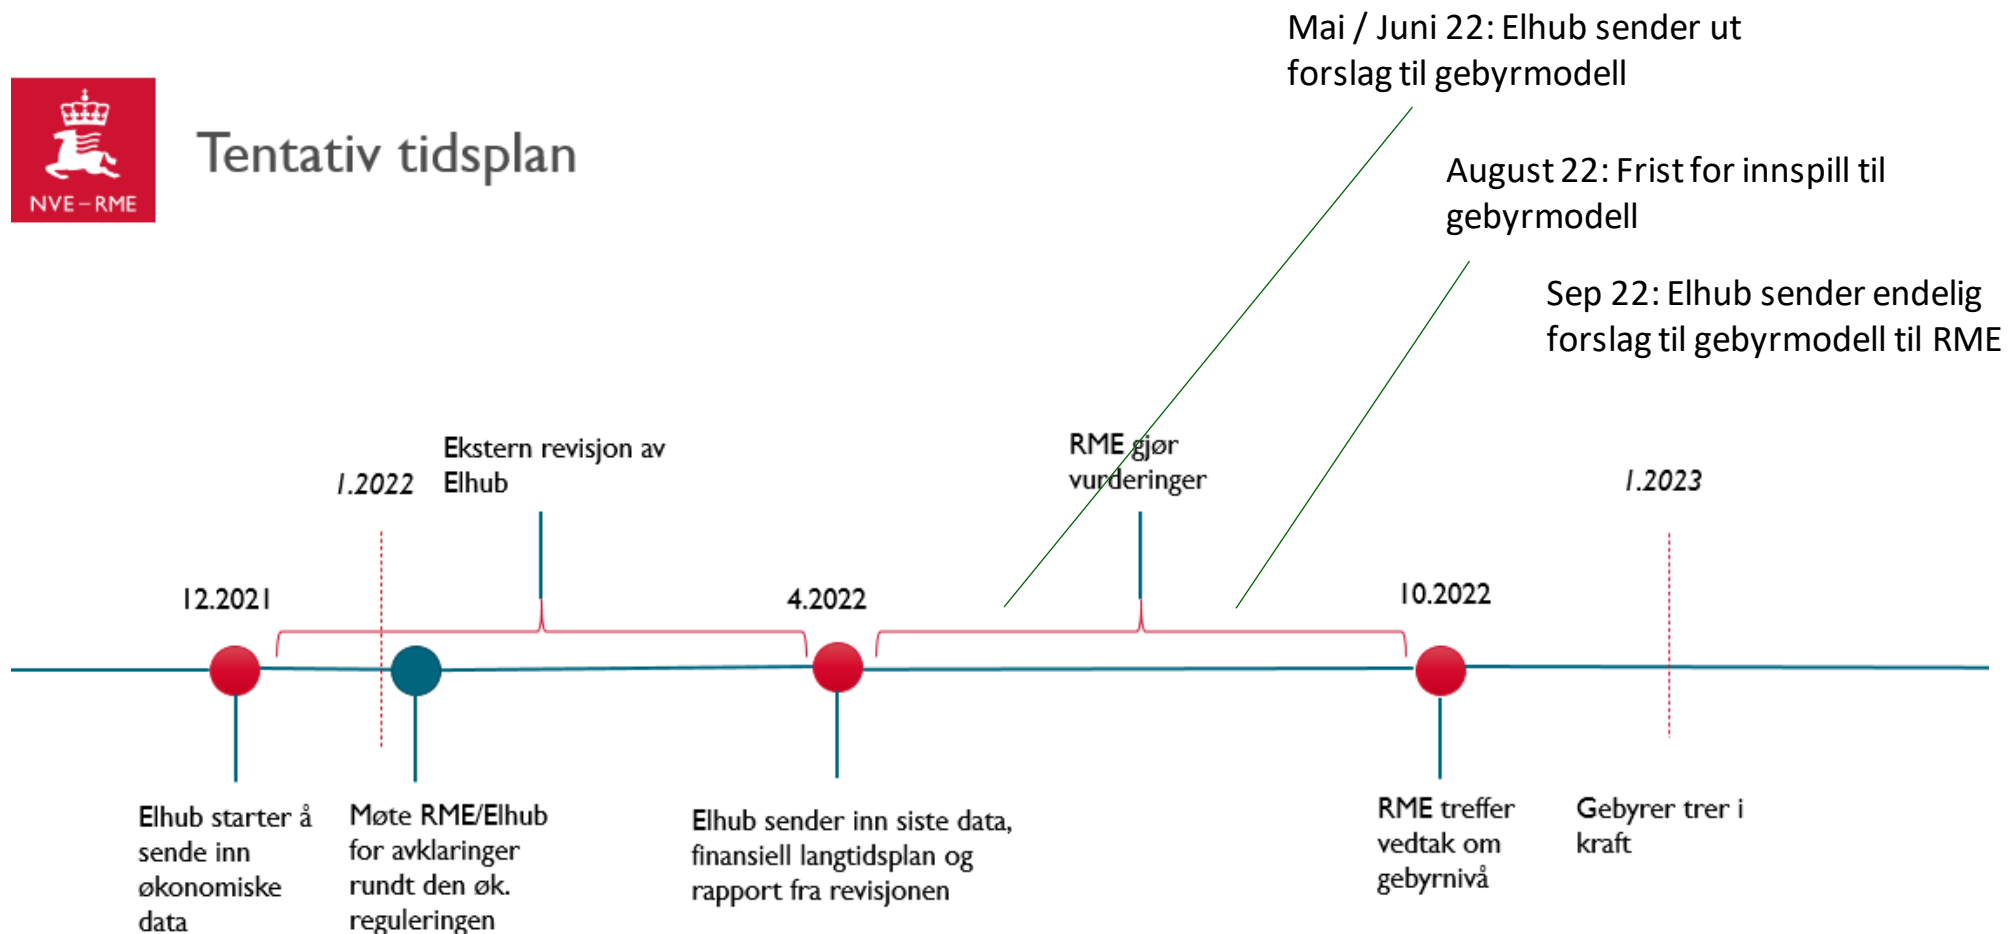 Mai / Juni 22: Elhub sender ut
forslag til gebyrmodell
NVE-RME
Tentativ tidsplan
August 22: Frist for innspill til
gebyrmodell
Sep 22: Elhub sender endelig
forslag til gebyrmodell til RME
1.2022
Ekstern revisjon av
Elhub
RME gjør
vurderinger
1.2023
12.2021
4.2022
10.2022
Elhub starter å
sende inn
økonomiske
data
Møte RME/Elhub
for avklaringer
rundt den øk.
reguleringen
Elhub sender inn siste data,
finansiell langtidsplan og
rapport fra revisjonen
RME treffer
vedtak om
gebyrnivå
Gebyrer trer i
kraft